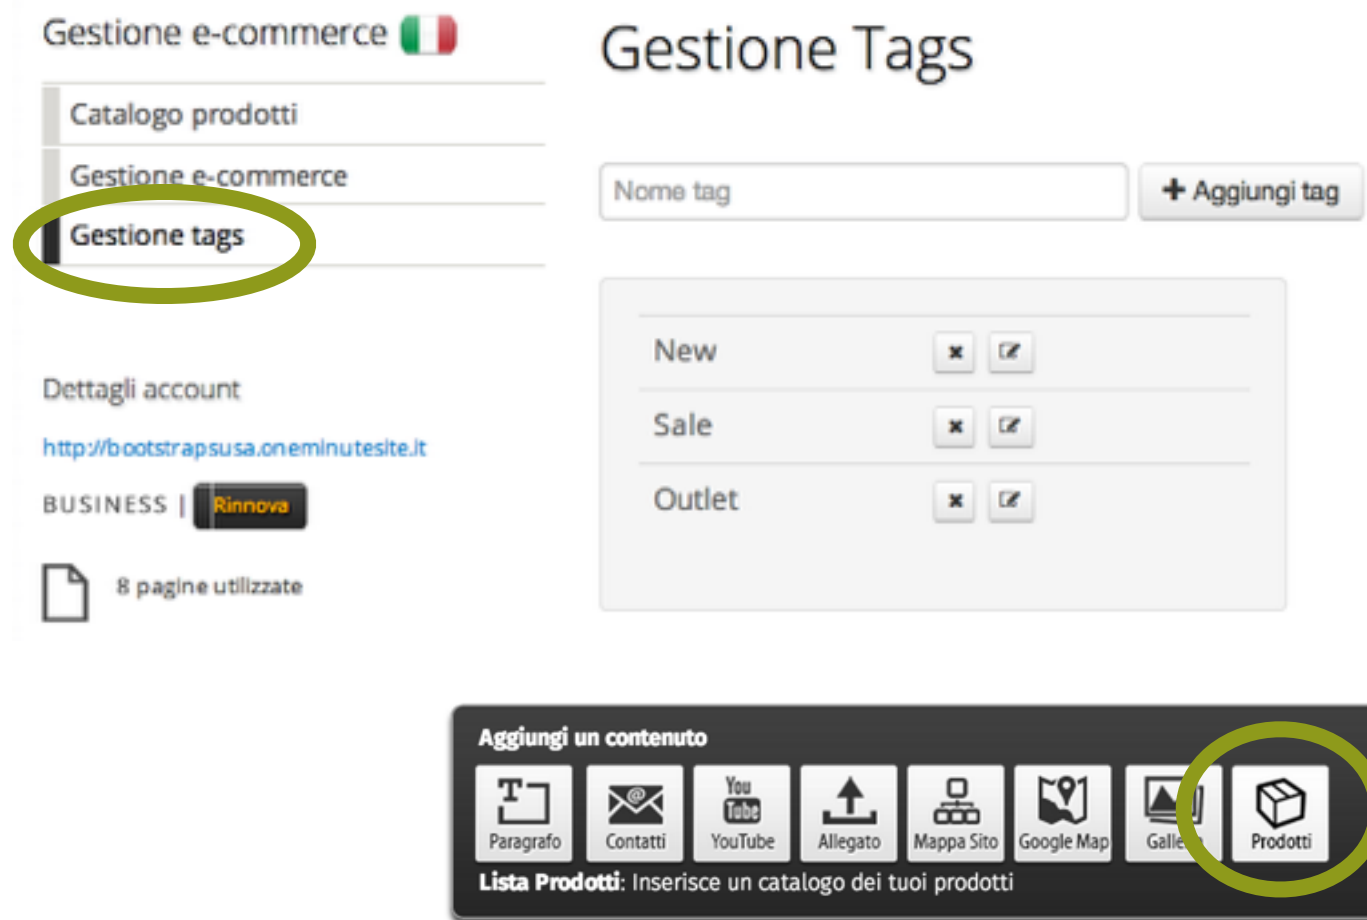 Gestione e-commerce
Catalogo prodotti
Gestione e-commerce
Gestione tags
Dettagli account
http://bootstrapsusa.oneminutesite.it
BUSINESS | Rinnova
8 pagine utilizzate
Gestione Tags
Nome tag
+ Aggiungi tag
New
Sale
Outlet
Aggiungi un contenuto
T
@
You
Tube
Paragrafo Contatti YouTube Allegato Mappa Sito Google Map Prodotti
Lista Prodotti: Inserisce un catalogo dei tuoi prodotti